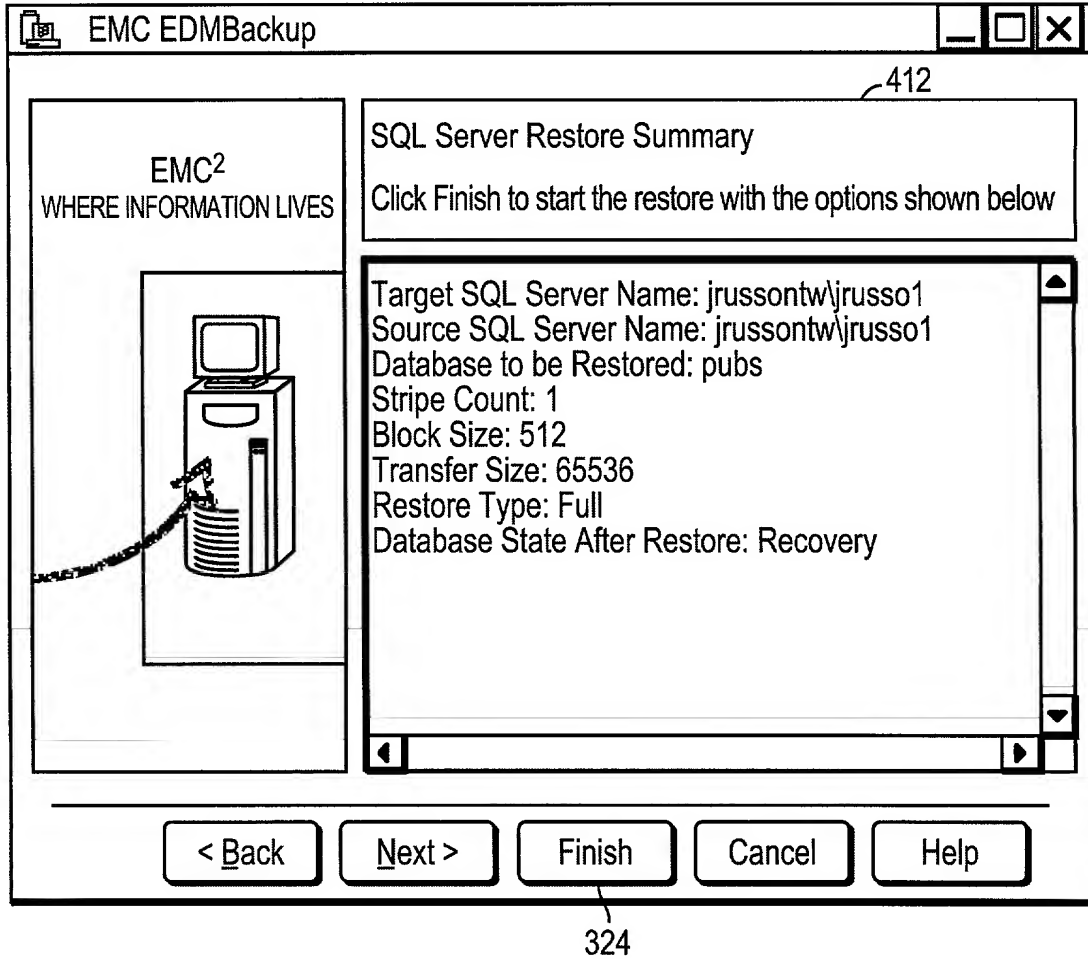 EMC EDMBackup
412
EMC2
WHERE INFORMATION LIVES
SQL Server Restore Summary
Click Finish to start the restore with the options shown below
Target SQL Server Name: jrussontw\jrusso1
Source SQL Server Name: jrussontw\jrusso1
Database to be Restored: pubs
Stripe Count: 1
Block Size: 512
Transfer Size: 65536
Restore Type: Full
Database State After Restore: Recovery
< Back
Next >
Finish
Cancel
Help
324